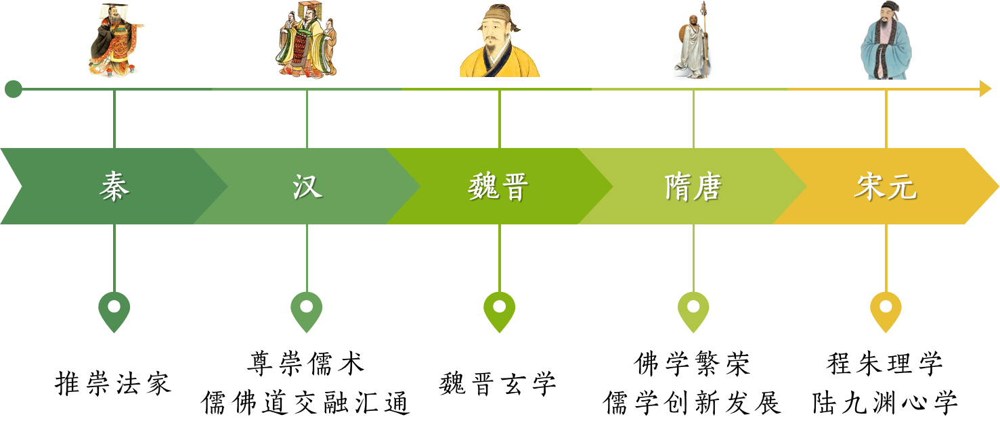 秦
汉
魏晋
隋唐
宋元
推崇法家
尊崇儒术
儒佛道交融汇通
魏晋玄学
佛学繁荣
儒学创新发展
程朱理学
陆九渊心学